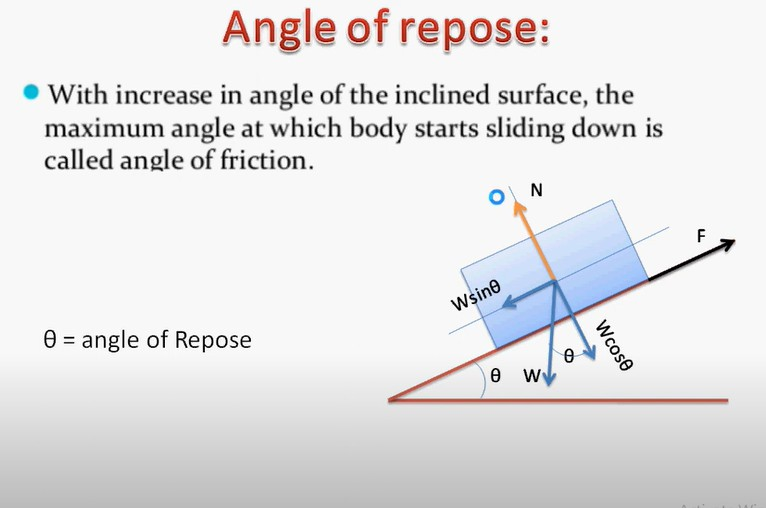 Angle of repose:
With increase in angle of the inclined surface, the
maximum angle at which body starts sliding down is
called angle of friction.
N
F
Wsinθ
Wcosθ
θ = angle of Repose
θ
θ
W